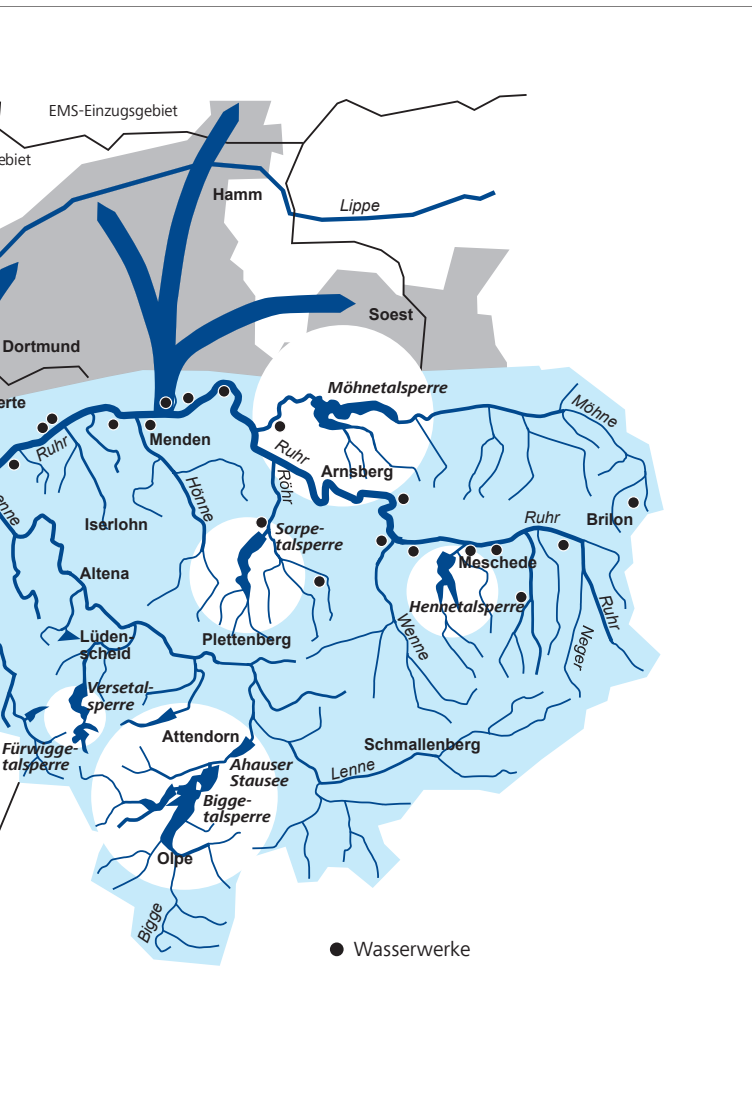 EMS-Einzugsgebiet
ebiet
Hamm
Lippe
Soest
Dortmund
Möhnetalsperre
erte
Möhne
Ruhr
Menden
Ruhr
Arnsberg
Röhr
Hönne
enne
Iserlohn
Sorpe-
talsperre
Ruhr
Brilon
Meschede
Altena
Hennetalsperre
Ruhr
Lüden-
scheid
Plettenberg
Wenne
Neger
Versetal-
sperre
Attendorn
Fürwigge-
talsperre
Schmallenberg
Ahauser
Stausee
Lenne
Bigge-
talsperre
Olpe
Bigge
Wasserwerke